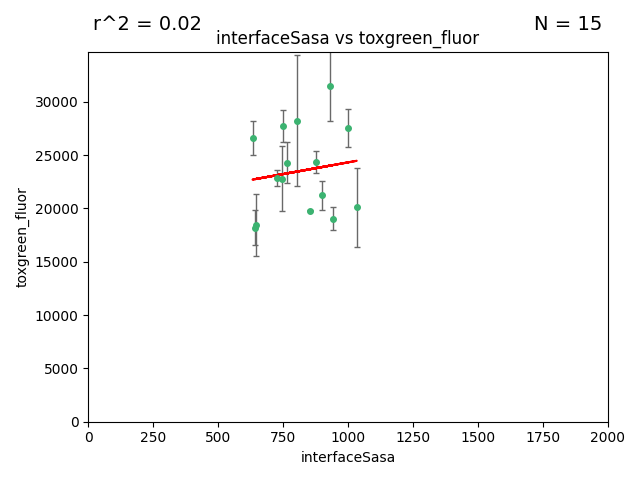 r^2 = 0.02
N = 15
interfaceSasa vs toxgreen_fluor
30000
25000
20000
15000
10000
5000
0
toxgreen_fluor
0 250 500 750 1000 1250 1500 1750 2000
interfaceSasa